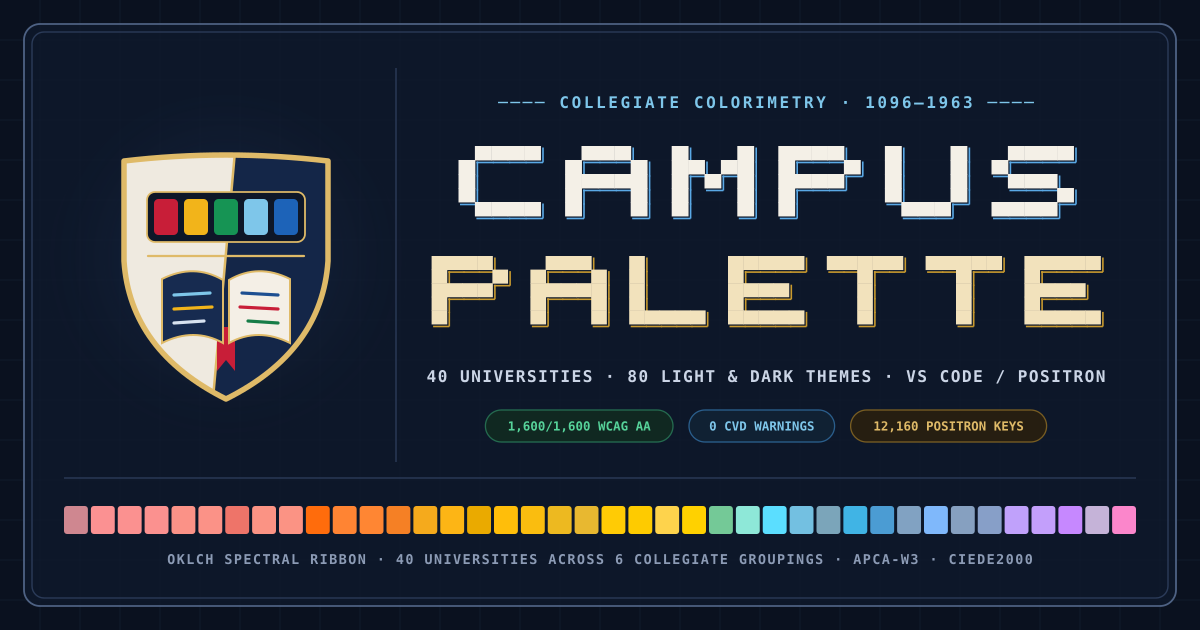 ──── COLLEGIATE COLORIMETRY · 1096–1963 ────
CAMPUS
PALETTE
40 UNIVERSITIES · 80 LIGHT & DARK THEMES · VS CODE / POSITRON
1,600/1,600 WCAG AA
0 CVD WARNINGS
12,160 POSITRON KEYS
OKLCH SPECTRAL RIBBON · 40 UNIVERSITIES ACROSS 6 COLLEGIATE GROUPINGS · APCA-W3 · CIEDE2000